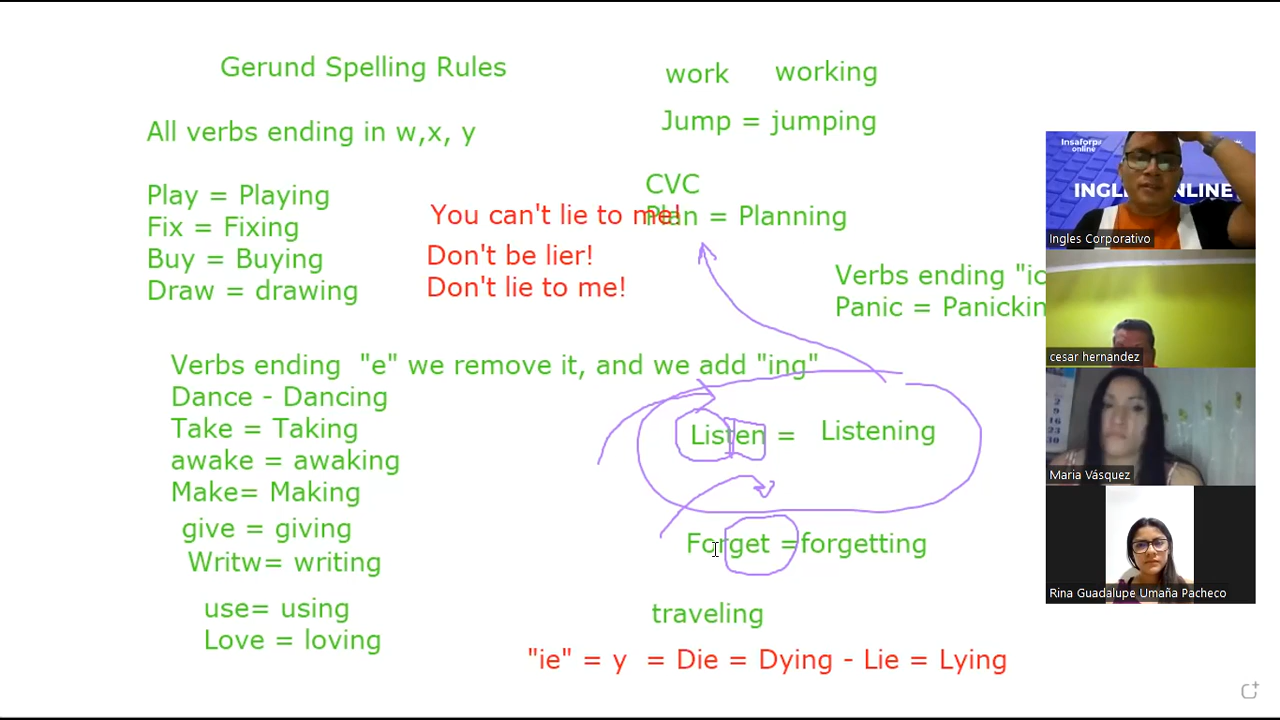 Gerund Spelling Rules
work working
Jump = jumping
All verbs ending in w,x, y
Play = Playing
Fix = Fixing
Buy = Buying
Draw = drawing
You can't lie to me!
Don't be lier!
Don't lie to me!
CVC
Plan = Planning
Verbs ending "ic
Panic = Panickin
Verbs ending "e" we remove it, and we add "ing"
Dance - Dancing
Take = Taking
awake = awaking
Make= Making
give = giving
Writw= writing
use= using
Love = loving
Listen = Listening
Forget =forgetting
traveling
"ie" = y = Die = Dying - Lie = Lying
Insaforp
online
INGLE ONLINE
Ingles Corporativo
cesar hernandez
Maria Vásquez
Rina Guadalupe Umaña Pacheco